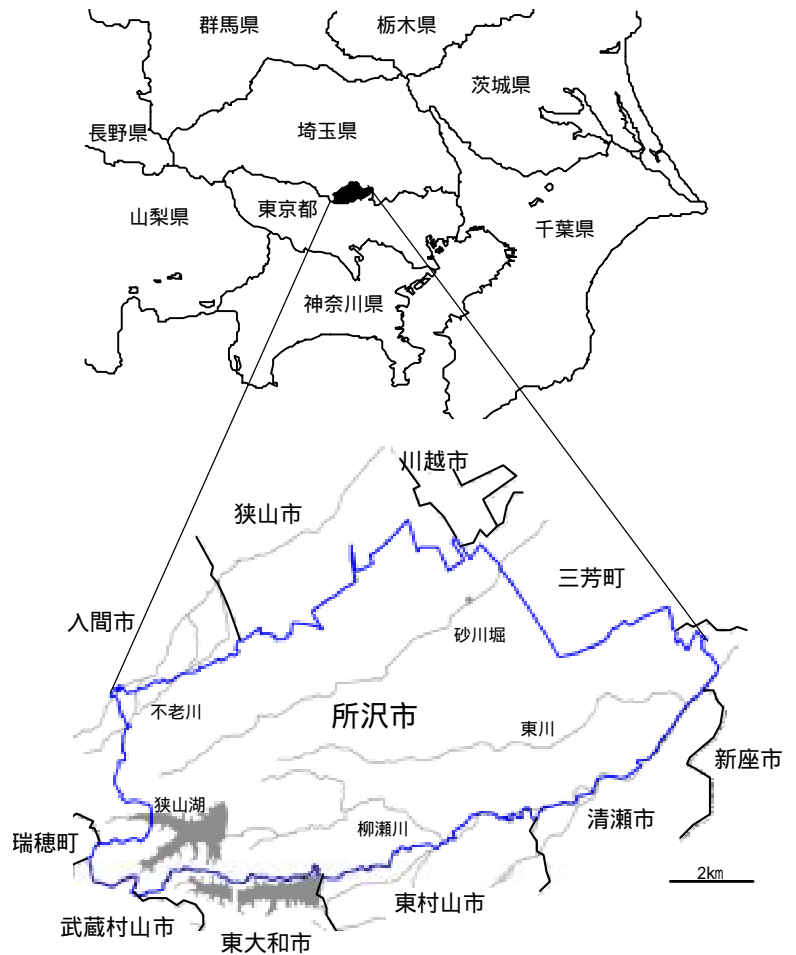 群馬県
栃木県
茨城県
長野県
埼玉県
山梨県
東京都
千葉県
神奈川県
川越市
狭山市
三芳町
入間市
砂川堀
不老川
所沢市
東川
新座市
狭山湖
清瀬市
柳瀬川
瑞穂町
2km
東村山市
武蔵村山市
東大和市